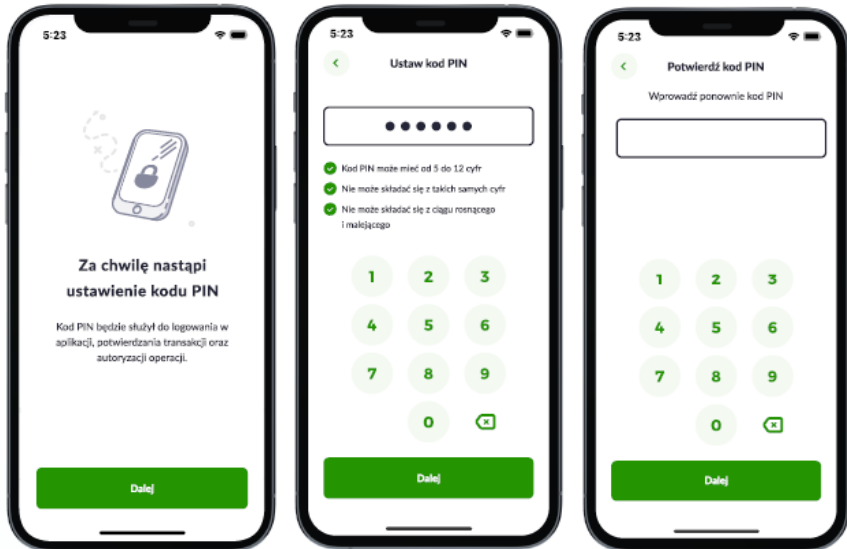 5:23
Za chwilę nastąpi
ustawienie kodu PIN
Kod PIN będzie służył do logowania w
aplikacji, potwierdzania transakcji oraz
autoryzacji operacji.
Dalej
5:23
Ustaw kod PIN
Kod PIN może mieć od 5 do 12 cyfr
Nie może składać się z takich samych cyfr
Nie może składać się z ciągu rosnącego
i malejącego
1 2 3
4 5 6
7 8 9
0
Dalej
5:23
Potwierdź kod PIN
Wprowadź ponownie kod PIN
1 2 3
4 5 6
7 8 9
0
Dalej